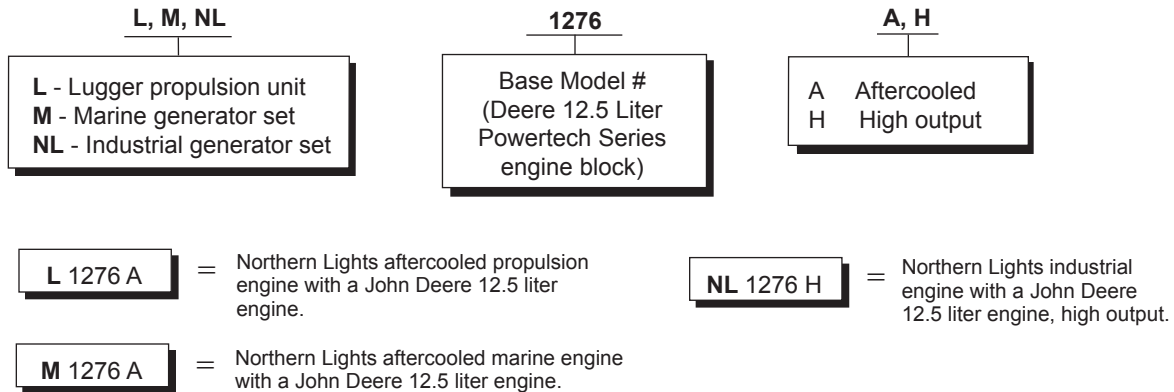 L, M, NL
L - Lugger propulsion unit
M - Marine generator set
NL - Industrial generator set
1276
Base Model #
(Deere 12.5 Liter
Powertech Series
engine block)
A, H
A Aftercooled
H High output
L 1276 A
=
Northern Lights aftercooled propulsion
engine with a John Deere 12.5 liter
engine.
M 1276 A
=
Northern Lights aftercooled marine engine
with a John Deere 12.5 liter engine.
NL 1276 H
=
Northern Lights industrial
engine with a John Deere
12.5 liter engine, high output.